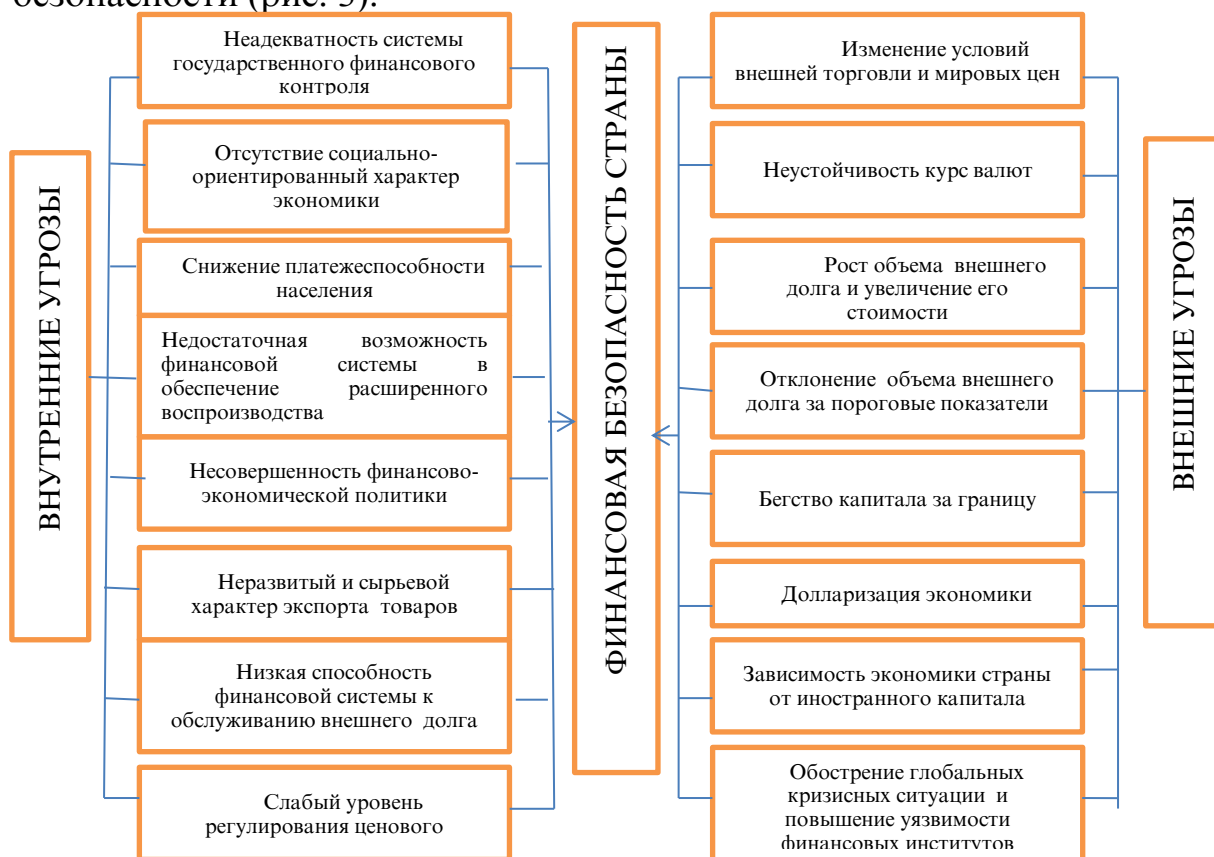 безопасности (рис. 3).
ВНУТРЕННИЕ УГРОЗЫ
Неадекватность системы
государственного финансового
контроля
Отсутствие социально-
ориентированный характер
экономики
Снижение платежеспособности
населения
Недостаточная возможность
финансовой системы в
обеспечение расширенного
воспроизводства
Несовершенность финансово-
экономической политики
Неразвитый и сырьевой
характер экспорта товаров
Низкая способность
финансовой системы к
обслуживанию внешнего долга
Слабый уровень
регулирования ценового
ФИНАНСОВАЯ БЕЗОПАСНОСТЬ СТРАНЫ
Изменение условий
внешней торговли и мировых цен
Неустойчивость курс валют
Рост объема внешнего
долга и увеличение его
стоимости
Отклонение объема внешнего
долга за пороговые показатели
Бегство капитала за границу
Долларизация экономики
Зависимость экономики страны
от иностранного капитала
Обострение глобальных
кризисных ситуации и
повышение уязвимости
финансовых институтов
ВНЕШНИЕ УГРОЗЫ